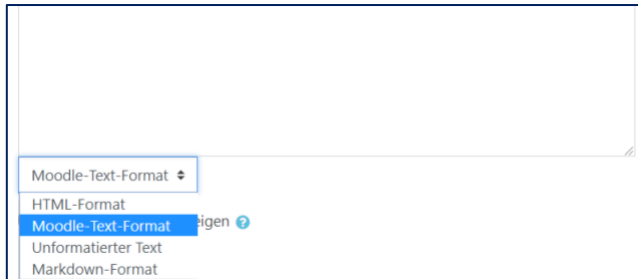 Moodle-Text-Format
HTML-Format
Moodle-Text-Format eigen ?
Unformatierter Text
Markdown-Format